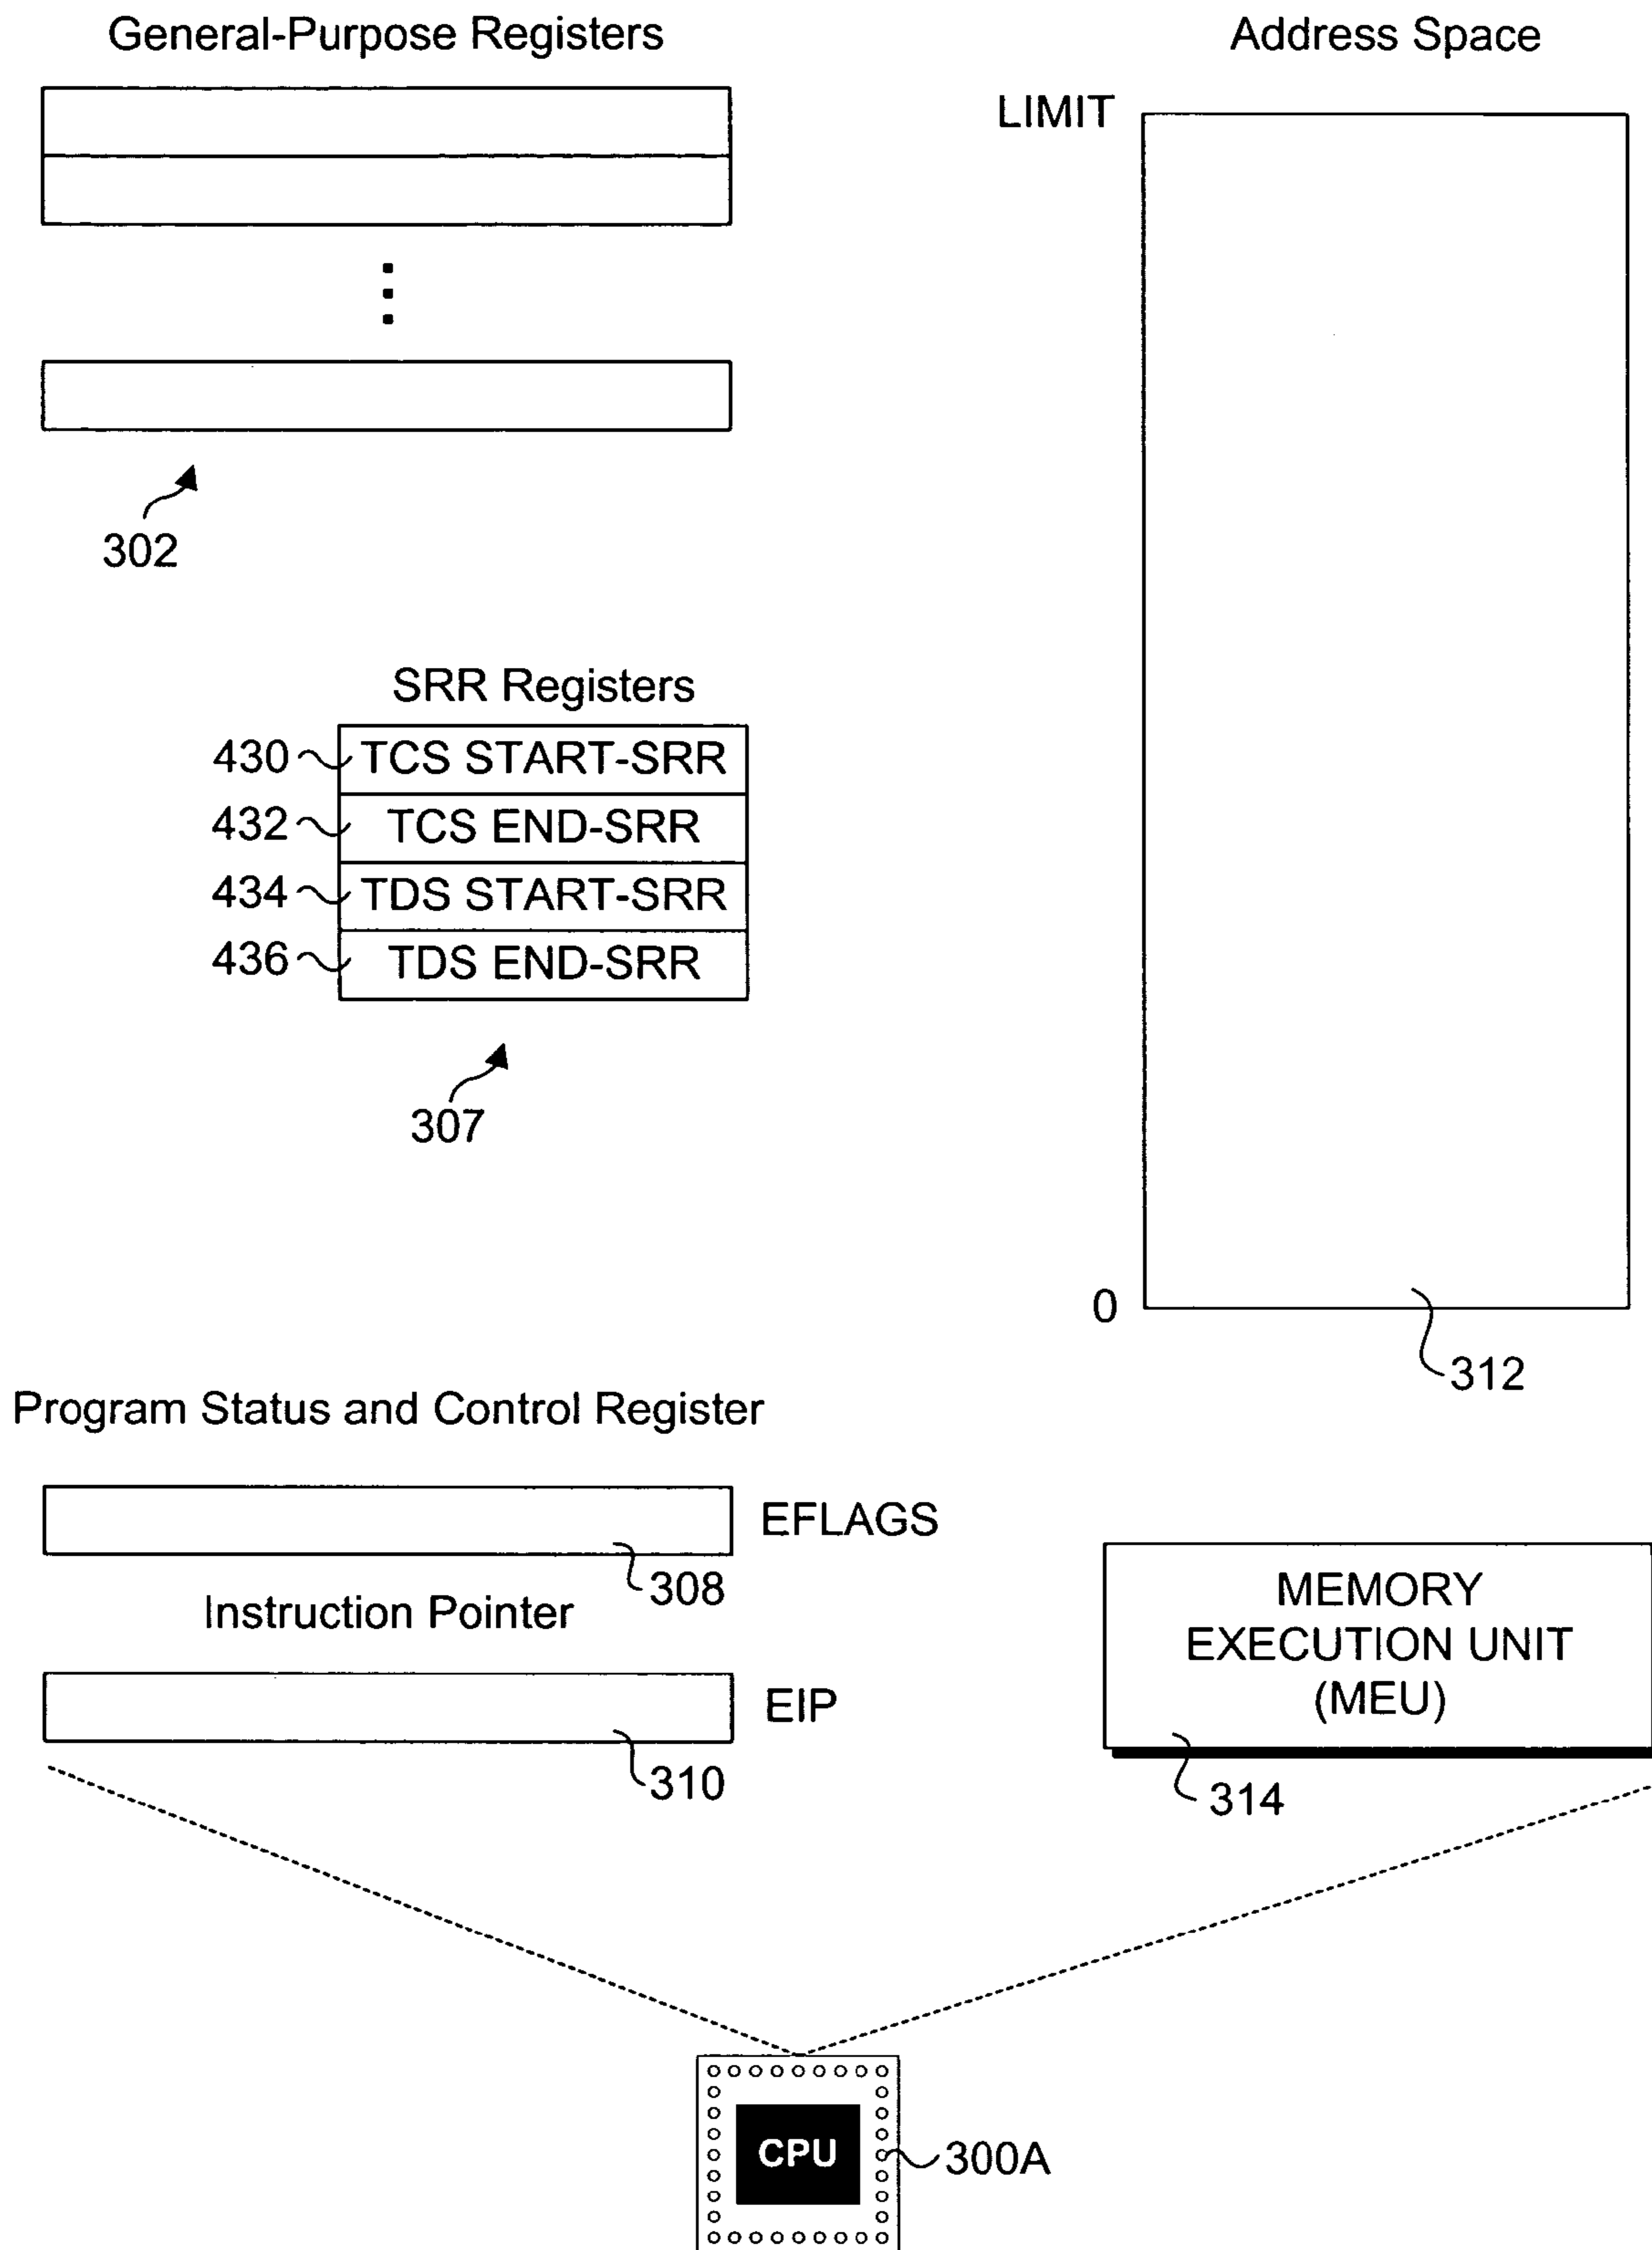 General-Purpose Registers
302
SRR Registers
430 TCS START-SRR
432 TCS END-SRR
434 TDS START-SRR
436 TDS END-SRR
307
Address Space
LIMIT
0
312
Program Status and Control Register
EFLAGS
308
Instruction Pointer
EIP
310
MEMORY
EXECUTION UNIT
(MEU)
314
CPU
300A